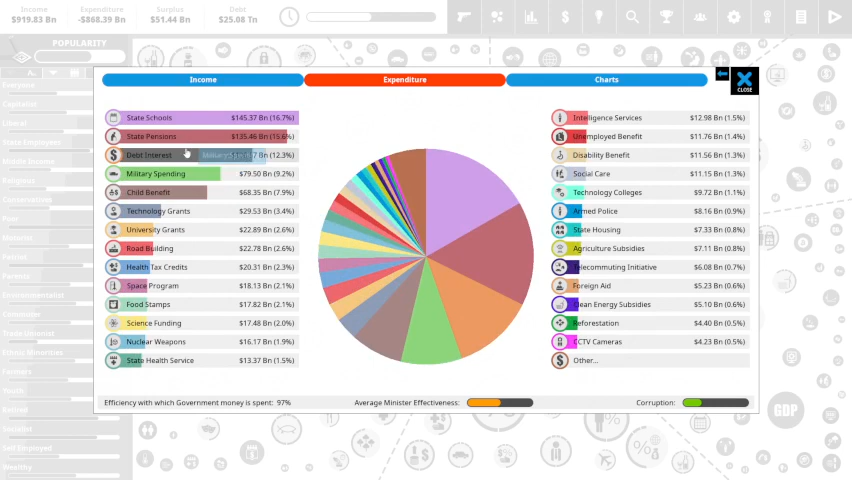 Income
Expenditure
Surplus
Debt
$919.83 Bn
-$868.39 Bn
$51.44 Bn
$25.08 Tn
POPULARITY
Everyone
Capitalist
Liberal
State Employees
Middle Income
Religious
Conservatives
Poor
Motorist
Patriot
Parents
Environmentalist
Commuter
Trade Unionist
Ethnic Minorities
Farmers
Youth
Retired
Socialist
Self Employed
Wealthy
Income
Expenditure
Charts
CLOSE
State Schools $145.37 Bn (16.7%)
State Pensions $135.46 Bn (15.6%)
Debt Interest (12.3%)
Military Spending $79.50 Bn (9.2%)
Child Benefit $68.35 Bn (7.9%)
Technology Grants $29.53 Bn (3.4%)
University Grants $22.89 Bn (2.6%)
Road Building $22.78 Bn (2.6%)
Health Tax Credits $20.31 Bn (2.3%)
Space Program $18.13 Bn (2.1%)
Food Stamps $17.82 Bn (2.1%)
Science Funding $17.48 Bn (2.0%)
Nuclear Weapons $16.17 Bn (1.9%)
State Health Service $13.37 Bn (1.5%)
Intelligence Services $12.98 Bn (1.5%)
Unemployed Benefit $11.76 Bn (1.4%)
Disability Benefit $11.56 Bn (1.3%)
Social Care $11.15 Bn (1.3%)
Technology Colleges $9.72 Bn (1.1%)
Armed Police $8.16 Bn (0.9%)
State Housing $7.33 Bn (0.8%)
Agriculture Subsidies $7.11 Bn (0.8%)
Telecommuting Initiative $6.08 Bn (0.7%)
Foreign Aid $5.23 Bn (0.6%)
Clean Energy Subsidies $5.10 Bn (0.6%)
Reforestation $4.40 Bn (0.5%)
CCTV Cameras $4.23 Bn (0.5%)
Other...
Efficiency with which Government money is spent: 97%
Average Minister Effectiveness:
Corruption:
GDP